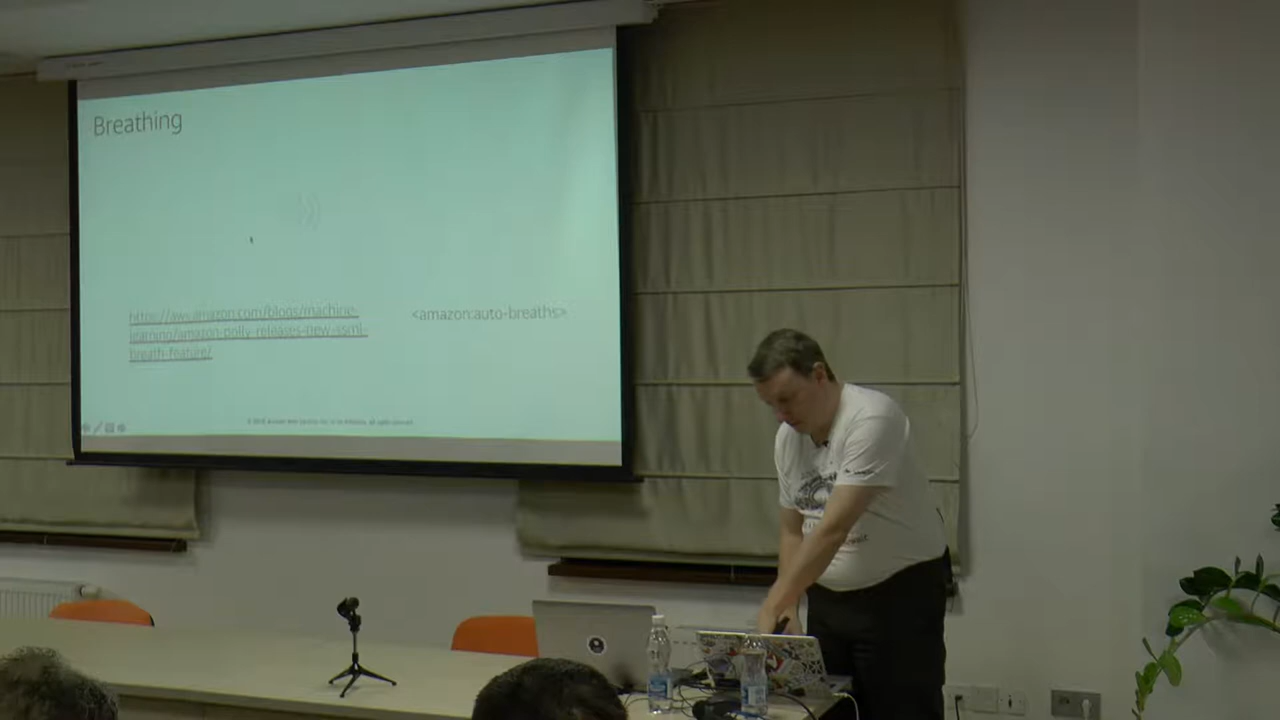 Breathing
https://aws.amazon.com/blogs/machine-
learning/amazon-polly-releases-new-ssml-
breath-feature/
<amazon:auto-breaths>